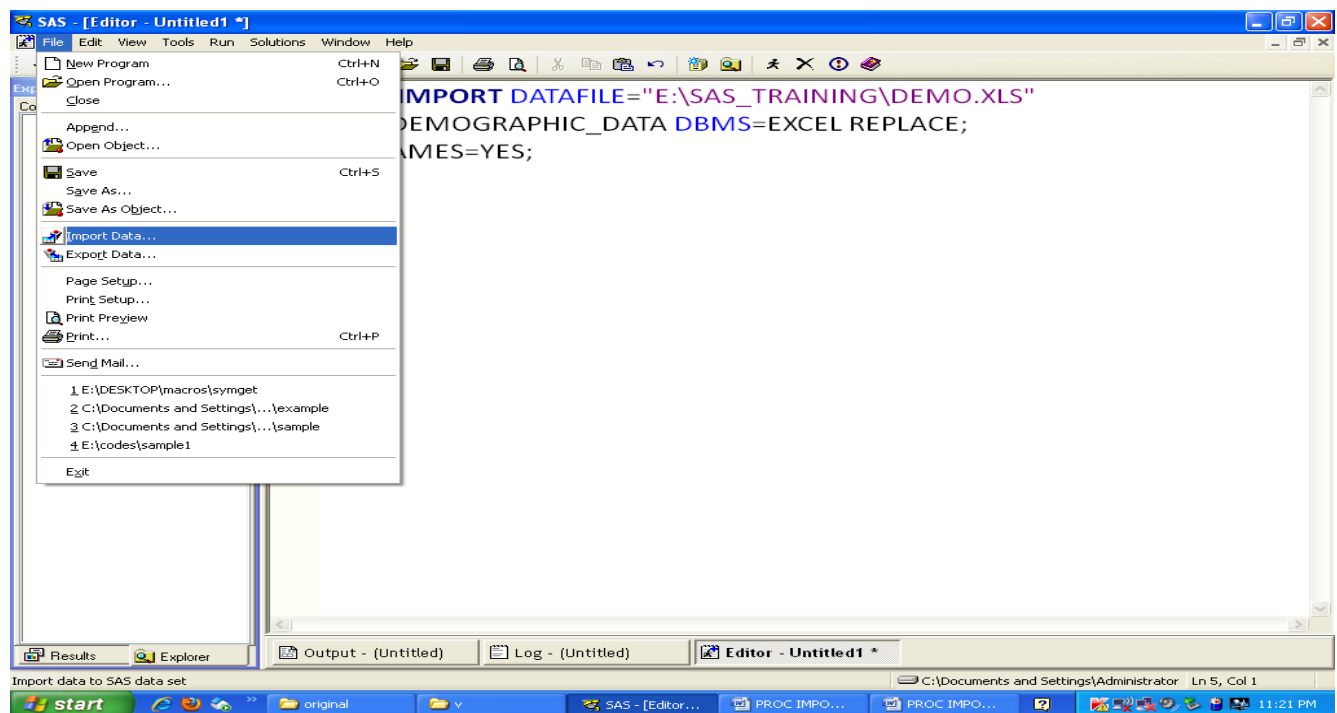 SAS - [Editor - Untitled1 *]
File Edit View Tools Run Solutions Window Help
New Program Ctrl+N
Open Program... Ctrl+O
Close
Append...
Open Object...
Save Ctrl+S
Save As...
Save As Object...
Import Data...
Export Data...
Page Setup...
Print Setup...
Print Preview
Print... Ctrl+P
Send Mail...
1 E:\DESKTOP\macros\symget
2 C:\Documents and Settings\...\example
3 C:\Documents and Settings\...\sample
4 E:\codes\sample1
Exit
IMPORT DATAFILE="E:\SAS_TRAINING\DEMO.XLS"
DEMOGRAPHIC_DATA DBMS=EXCEL REPLACE;
AMES=YES;
Results Explorer
Output - (Untitled) Log - (Untitled) Editor - Untitled1 *
Import data to SAS data set C:\Documents and Settings\Administrator Ln 5, Col 1
start original v SAS - [Editor... PROC IMPO... PROC IMPO... 11:21 PM